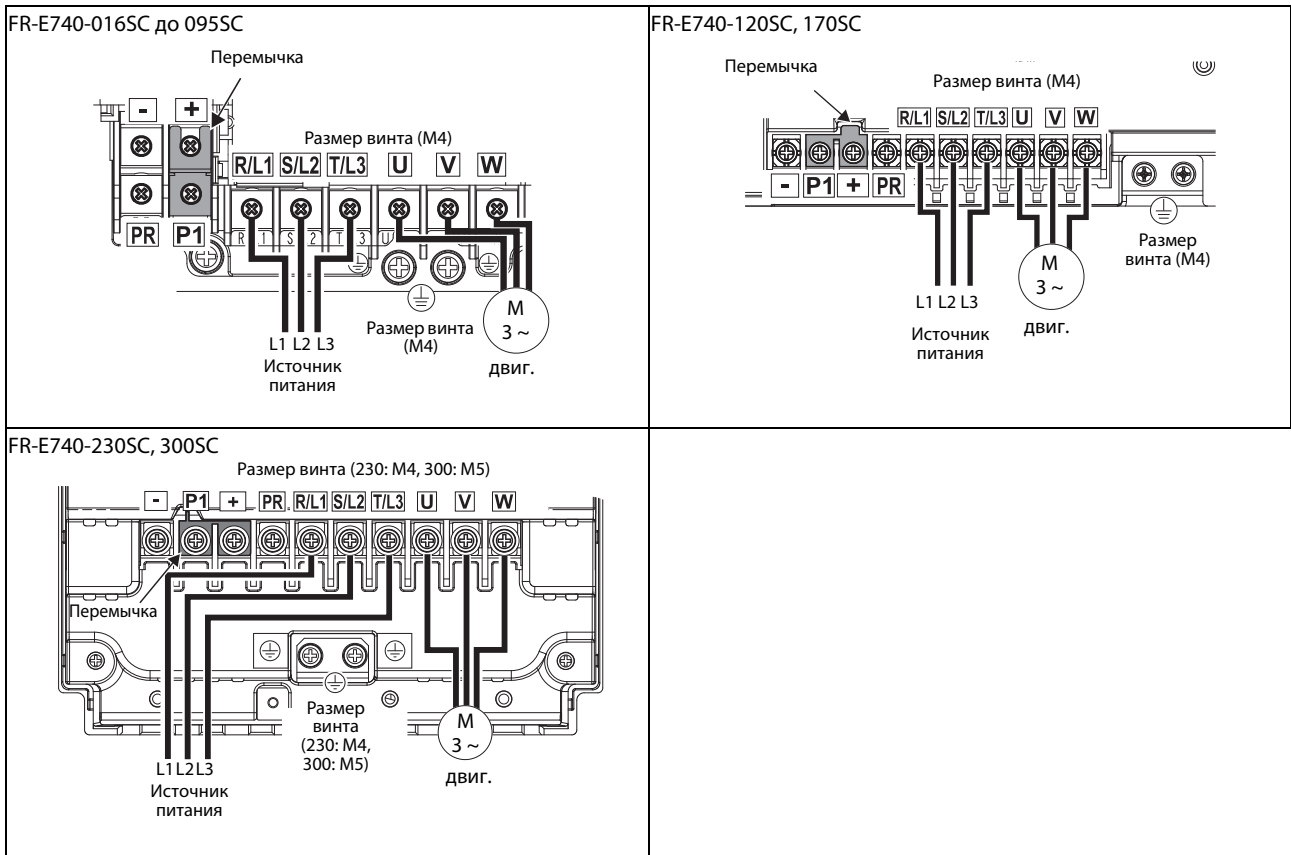 FR-E740-016SC до 095SC
Перемычка
- +
Размер винта (M4)
R/L1 S/L2 T/L3 U V W
PR P1
L1 L2 L3
Источник
питания
Размер винта
(M4)
M
3 ~
двиг.
FR-E740-120SC, 170SC
Перемычка
Размер винта (M4)
R/L1 S/L2 T/L3 U V W
- P1 + PR
L1 L2 L3
Источник
питания
M
3 ~
двиг.
Размер
винта (M4)
FR-E740-230SC, 300SC
Размер винта (230: M4, 300: M5)
- P1 + PR R/L1 S/L2 T/L3 U V W
Перемычка
L1 L2 L3
Источник
питания
Размер
винта
(230: M4,
300: M5)
M
3 ~
двиг.